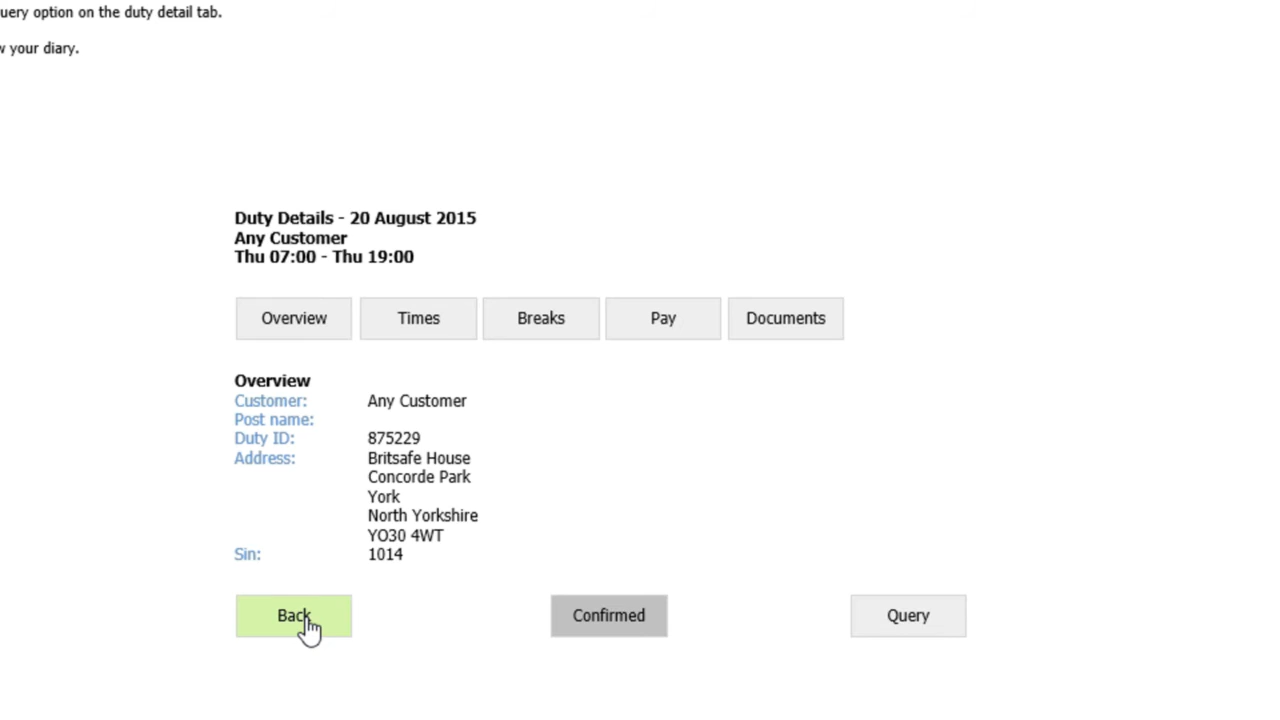 uery option on the duty detail tab.
w your diary.
Duty Details - 20 August 2015
Any Customer
Thu 07:00 - Thu 19:00
Overview Times Breaks Pay Documents
Overview
Customer: Any Customer
Post name:
Duty ID: 875229
Address: Britsafe House
Concorde Park
York
North Yorkshire
YO30 4WT
Sin: 1014
Back Confirmed Query